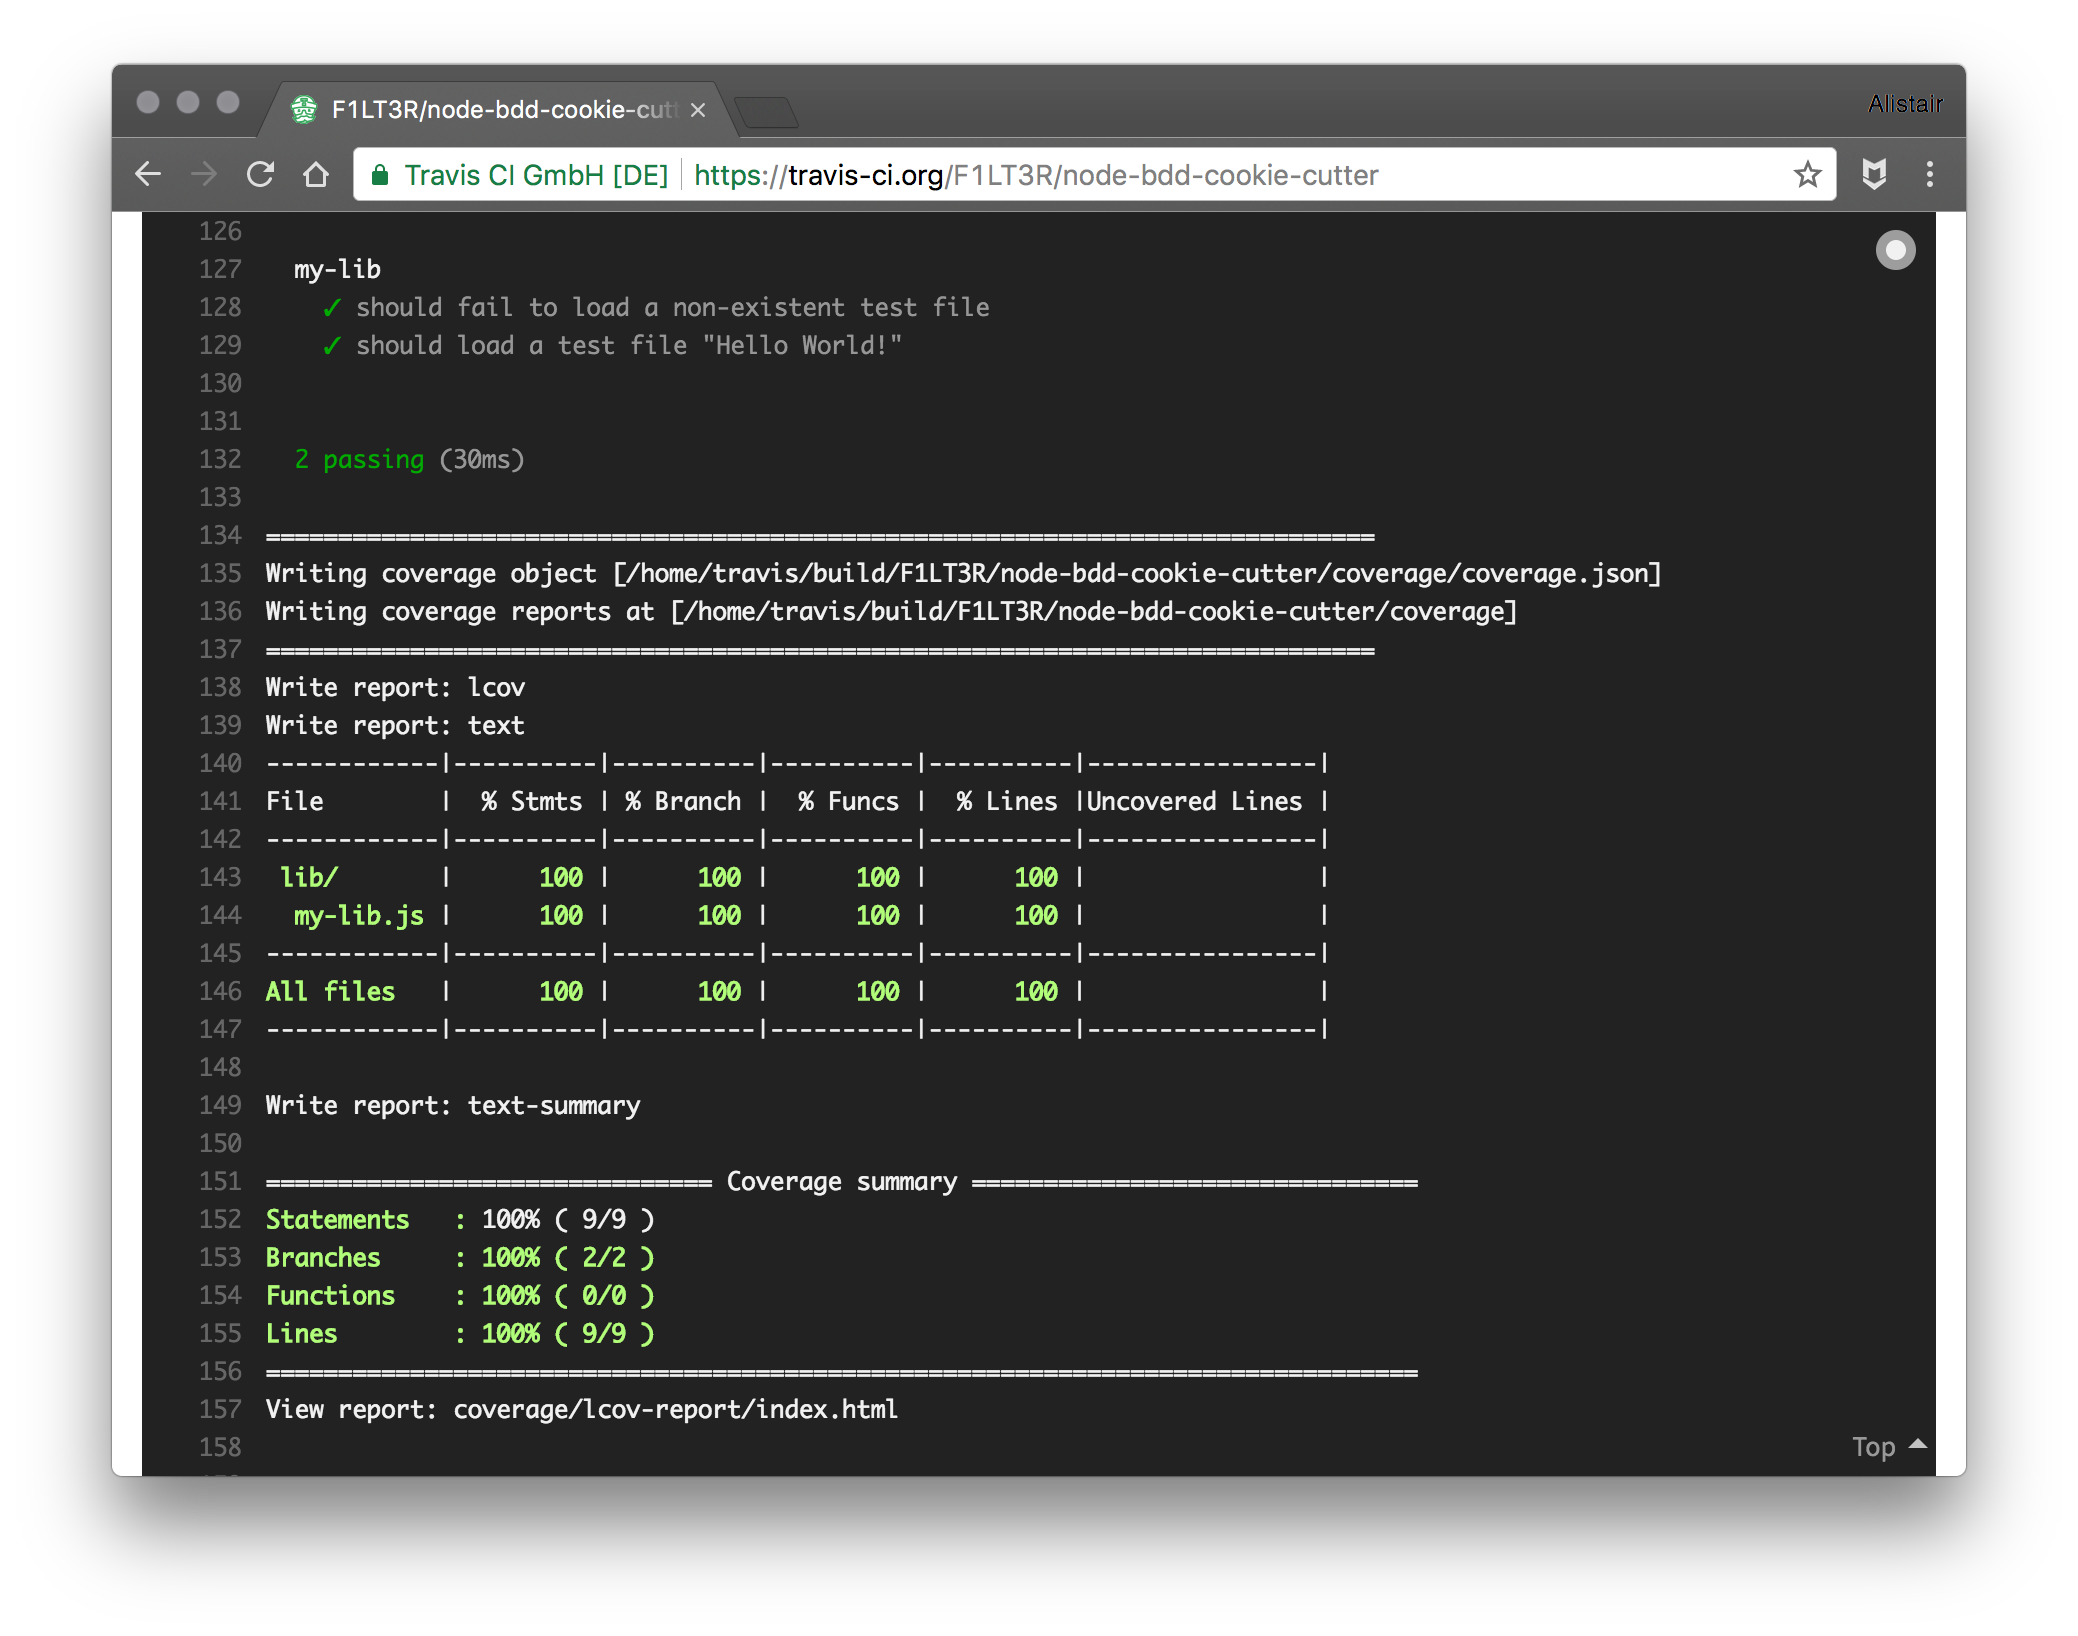 F1LT3R/node-bdd-cookie-cutt
Alistair
Travis CI GmbH [DE] https://travis-ci.org/F1LT3R/node-bdd-cookie-cutter
126
127 my-lib
128 ✓ should fail to load a non-existent test file
129 ✓ should load a test file "Hello World!"
130
131
132 2 passing (30ms)
133
134 =============================================================================
135 Writing coverage object [/home/travis/build/F1LT3R/node-bdd-cookie-cutter/coverage/coverage.json]
136 Writing coverage reports at [/home/travis/build/F1LT3R/node-bdd-cookie-cutter/coverage]
137 =============================================================================
138 Write report: lcov
139 Write report: text
140 ------------|----------|----------|----------|----------|----------------|
141 File        |  % Stmts | % Branch |  % Funcs |  % Lines |Uncovered Lines |
142 ------------|----------|----------|----------|----------|----------------|
143  lib/       |      100 |      100 |      100 |      100 |                |
144   my-lib.js |      100 |      100 |      100 |      100 |                |
145 ------------|----------|----------|----------|----------|----------------|
146 All files   |      100 |      100 |      100 |      100 |                |
147 ------------|----------|----------|----------|----------|----------------|
148
149 Write report: text-summary
150
151 =============================== Coverage summary ===============================
152 Statements   : 100% ( 9/9 )
153 Branches     : 100% ( 2/2 )
154 Functions    : 100% ( 0/0 )
155 Lines        : 100% ( 9/9 )
156 ================================================================================
157 View report: coverage/lcov-report/index.html
158
Top